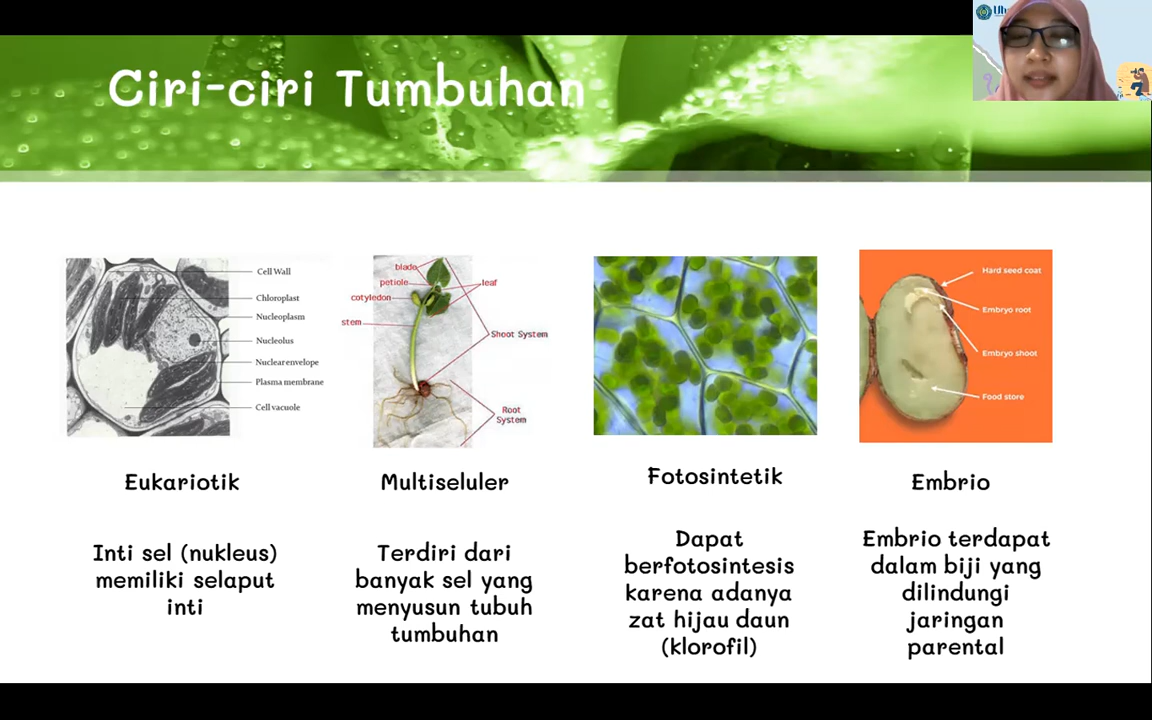 Ciri-ciri Tumbuhan
Cell Wall
Chloroplast
Nucleoplasm
Nucleolus
Nuclear envelope
Plasma membrane
Cell vacuole
blade
petiole
leaf
cotyledon
stem
Shoot System
Root
System
Hard seed coat
Embryo root
Embryo shoot
Food store
Eukariotik
Inti sel (nukleus)
memiliki selaput
inti
Multiseluler
Terdiri dari
banyak sel yang
menyusun tubuh
tumbuhan
Fotosintetik
Dapat
berfotosintesis
karena adanya
zat hijau daun
(klorofil)
Embrio
Embrio terdapat
dalam biji yang
dilindungi
jaringan
parental